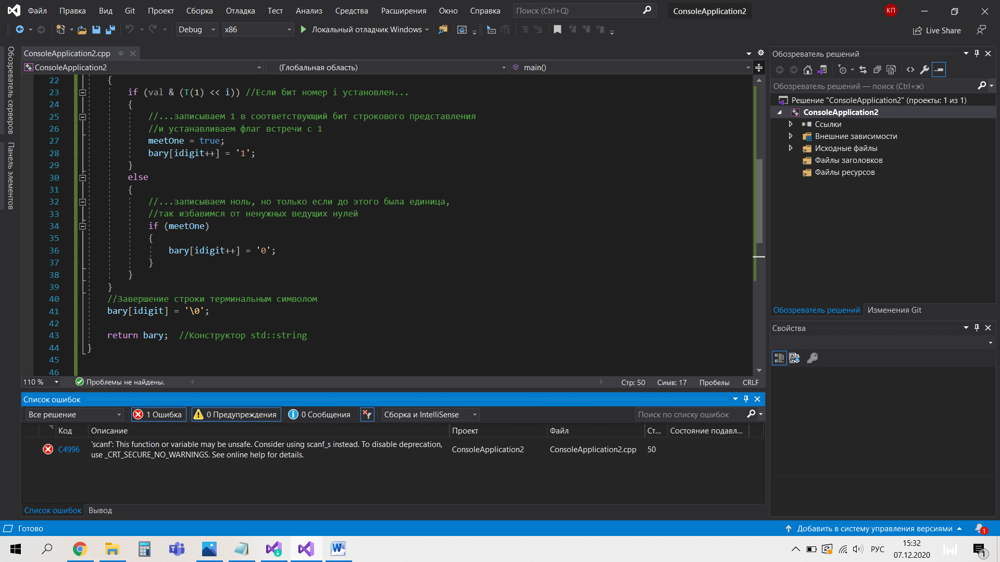 Файл Правка Вид Git Проект Сборка Отладка Тест Анализ Средства Расширения Окно Справка Поиск (Ctrl+Q) ConsoleApplication2 КП
Debug x86 Локальный отладчик Windows Live Share
Обозреватель серверов
Панель элементов
ConsoleApplication2.cpp
ConsoleApplication2 (Глобальная область) main()
22 {
23 if (val & (T(1) << i)) //Если бит номер i установлен...
24 {
25 //...записываем 1 в соответствующий бит строкового представления
26 //и устанавливаем флаг встречи с 1
27 meetOne = true;
28 bary[idigit++] = '1';
29 }
30 else
31 {
32 //...записываем ноль, но только если до этого была единица,
33 //так избавимся от ненужных ведущих нулей
34 if (meetOne)
35 {
36 bary[idigit++] = '0';
37 }
38 }
39 }
40 //Завершение строки терминальным символом
41 bary[idigit] = '\0';
42
43 return bary; //Конструктор std::string
44 }
45
46
110 % Проблемы не найдены. Стр: 50 Симв: 17 Пробелы CRLF
Список ошибок
Все решение 1 Ошибка 0 Предупреждения 0 Сообщения Сборка и IntelliSense Поиск по списку ошибок
Код Описание Проект Файл Ст... Состояние подавл...
C4996 'scanf': This function or variable may be unsafe. Consider using scanf_s instead. To disable deprecation,
use _CRT_SECURE_NO_WARNINGS. See online help for details. ConsoleApplication2 ConsoleApplication2.cpp 50
Список ошибок Вывод
Обозреватель решений
Обозреватель решений — поиск (Ctrl+ж)
Решение "ConsoleApplication2" (проекты: 1 из 1)
ConsoleApplication2
Ссылки
Внешние зависимости
Исходные файлы
Файлы заголовков
Файлы ресурсов
Обозреватель решений Изменения Git
Свойства
Готово Добавить в систему управления версиями 1
РУС 15:32
07.12.2020 1